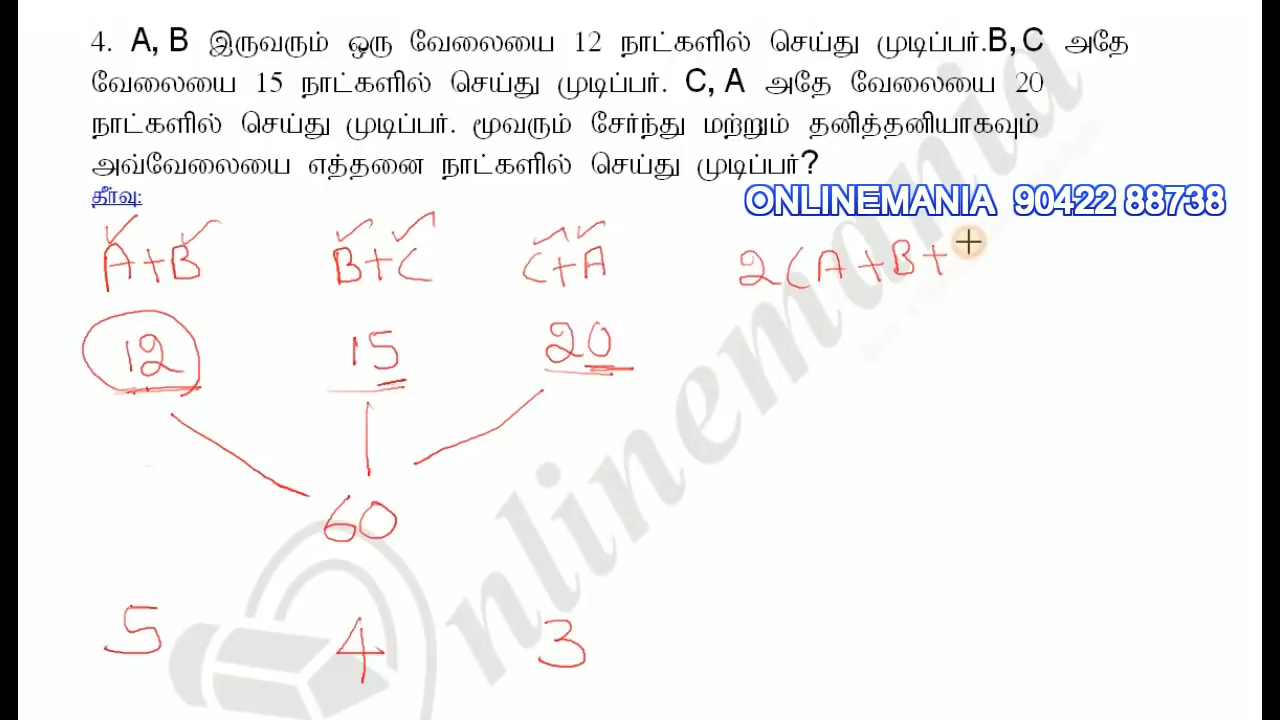 4. A, B இருவரும் ஒரு வேலையை 12 நாட்களில் செய்து முடிப்பர்.B, C அதே
வேலையை 15 நாட்களில் செய்து முடிப்பர். C, A அதே வேலையை 20
நாட்களில் செய்து முடிப்பர். மூவரும் சேர்ந்து மற்றும் தனித்தனியாகவும்
அவ்வேலையை எத்தனை நாட்களில் செய்து முடிப்பர்?
தீர்வு:
ONLINEMANIA 90422 88738
A+B B+C C+A 2(A+B+
12 15 20
60
5 4 3
Onlinemania